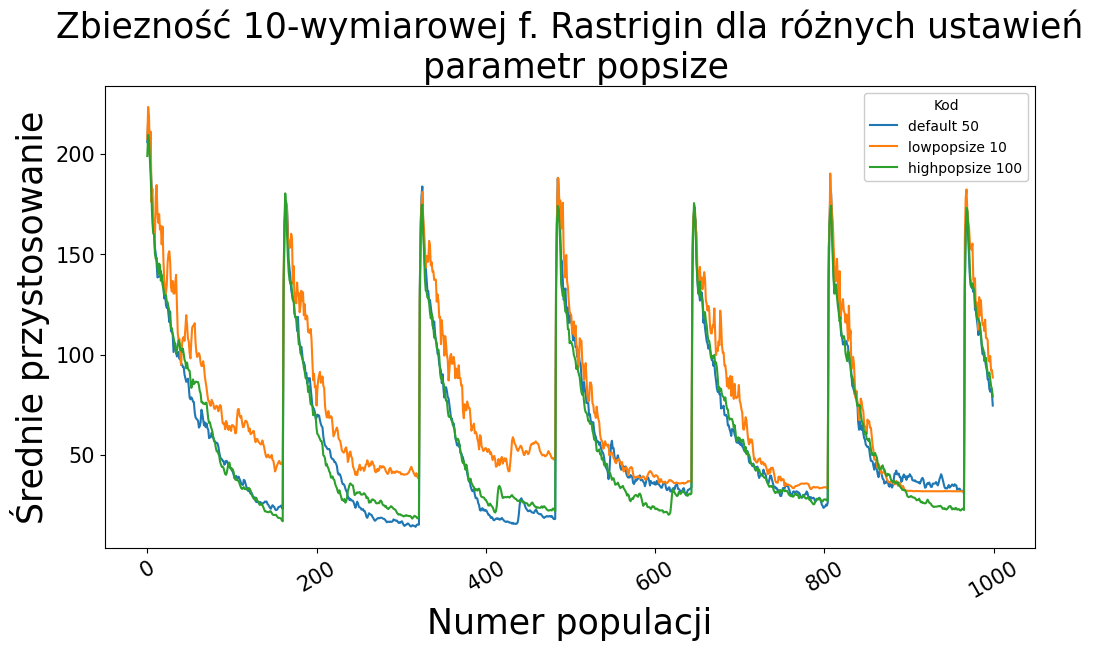 Zbiezność 10-wymiarowej f. Rastrigin dla różnych ustawień
parametr popsize
Średnie przystosowanie
200
150
100
50
Kod
default 50
lowpopsize 10
highpopsize 100
0
200
400
600
800
1000
Numer populacji